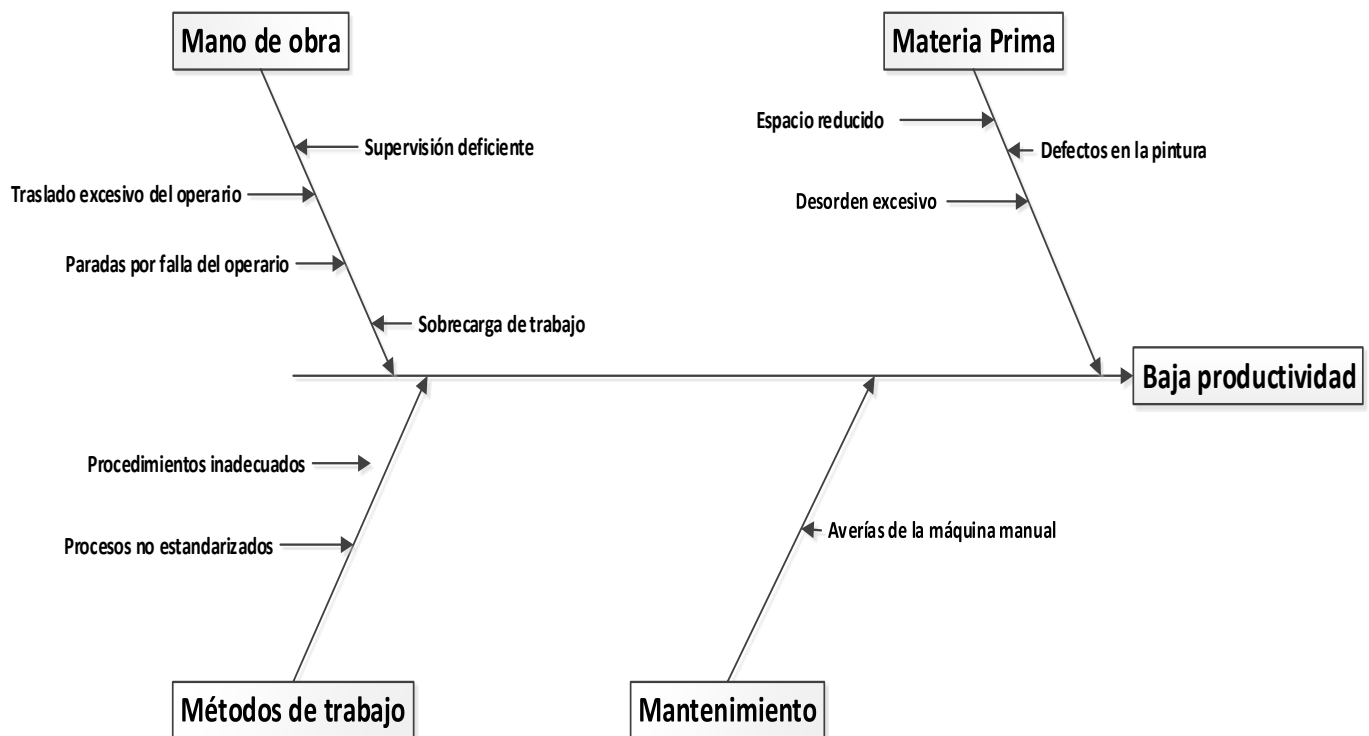 Mano de obra
Materia Prima
Espacio reducido
Supervisión deficiente
Defectos en la pintura
Traslado excesivo del operario
Desorden excesivo
Paradas por falla del operario
Sobrecarga de trabajo
Baja productividad
Procedimientos inadecuados
Averías de la máquina manual
Procesos no estandarizados
Métodos de trabajo
Mantenimiento